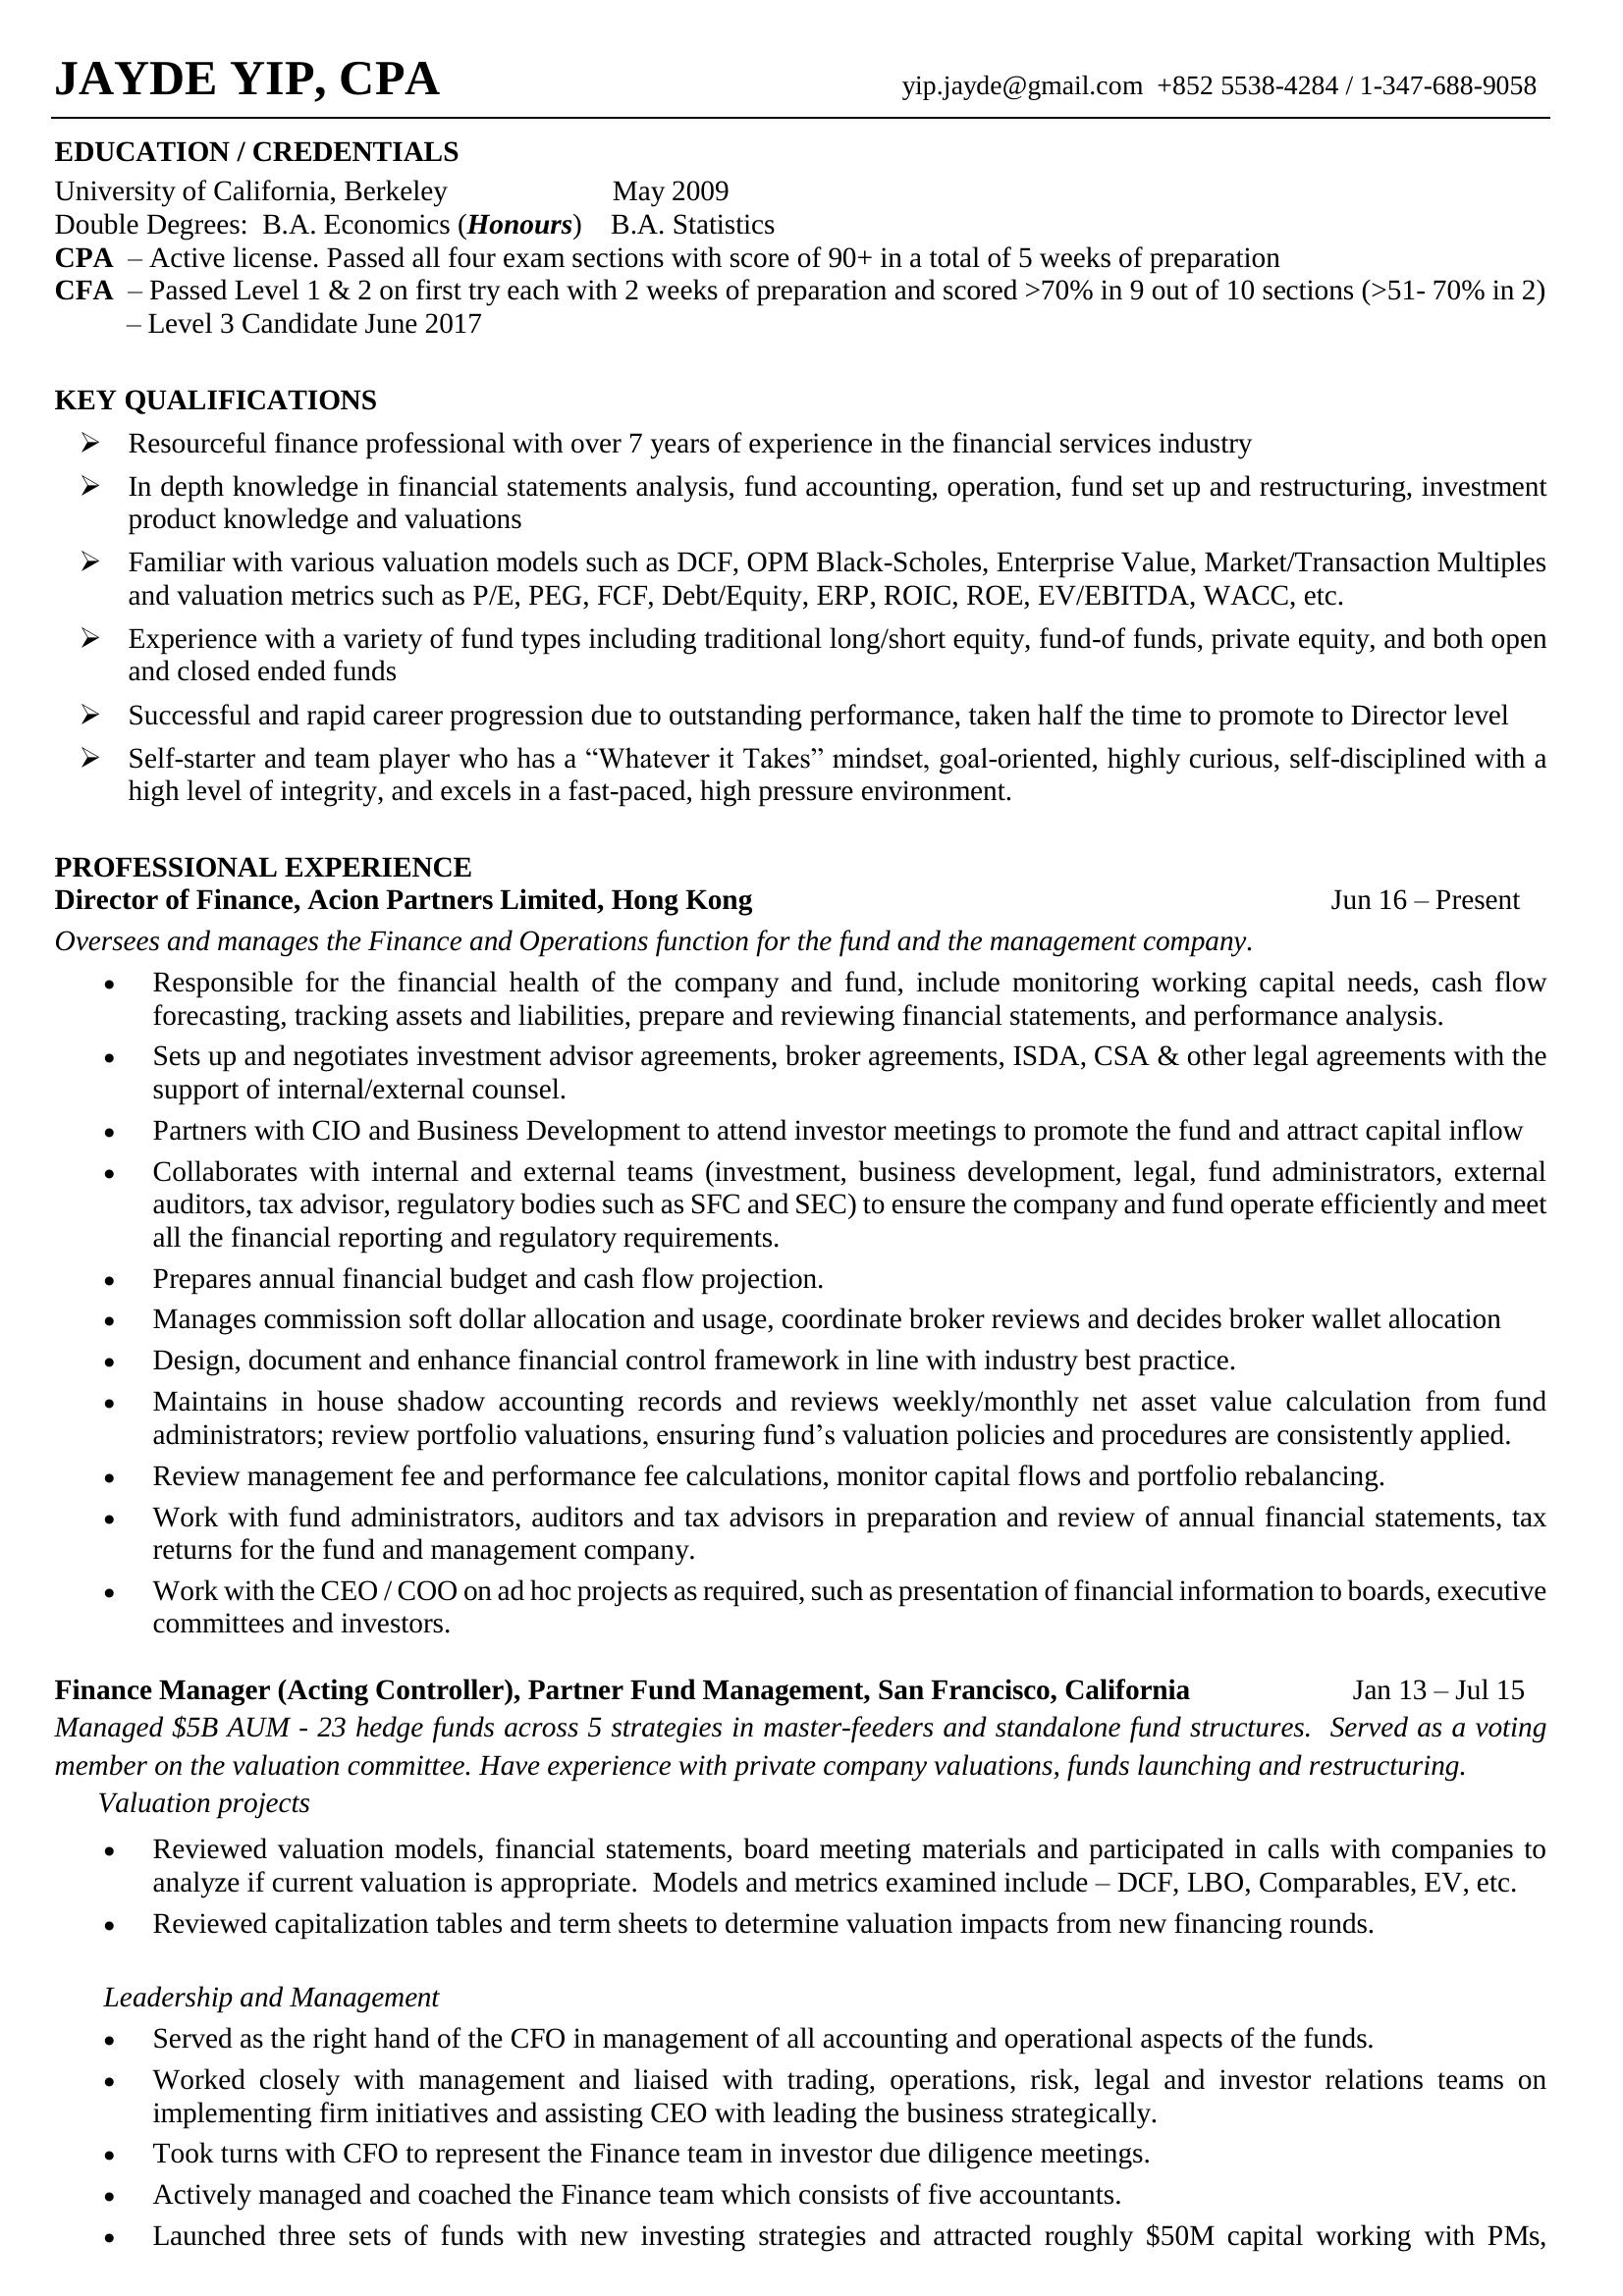 JAYDE YIP, CPA yip.jayde@gmail.com +852 5538-4284 / 1-347-688-9058
EDUCATION / CREDENTIALS
University of California, Berkeley May 2009
Double Degrees: B.A. Economics (Honours) B.A. Statistics
CPA – Active license. Passed all four exam sections with score of 90+ in a total of 5 weeks of preparation
CFA – Passed Level 1 & 2 on first try each with 2 weeks of preparation and scored >70% in 9 out of 10 sections (>51- 70% in 2)
– Level 3 Candidate June 2017
KEY QUALIFICATIONS
➢ Resourceful finance professional with over 7 years of experience in the financial services industry
➢ In depth knowledge in financial statements analysis, fund accounting, operation, fund set up and restructuring, investment
product knowledge and valuations
➢ Familiar with various valuation models such as DCF, OPM Black-Scholes, Enterprise Value, Market/Transaction Multiples
and valuation metrics such as P/E, PEG, FCF, Debt/Equity, ERP, ROIC, ROE, EV/EBITDA, WACC, etc.
➢ Experience with a variety of fund types including traditional long/short equity, fund-of funds, private equity, and both open
and closed ended funds
➢ Successful and rapid career progression due to outstanding performance, taken half the time to promote to Director level
➢ Self-starter and team player who has a “Whatever it Takes” mindset, goal-oriented, highly curious, self-disciplined with a
high level of integrity, and excels in a fast-paced, high pressure environment.
PROFESSIONAL EXPERIENCE
Director of Finance, Acion Partners Limited, Hong Kong Jun 16 – Present
Oversees and manages the Finance and Operations function for the fund and the management company.
• Responsible for the financial health of the company and fund, include monitoring working capital needs, cash flow
forecasting, tracking assets and liabilities, prepare and reviewing financial statements, and performance analysis.
• Sets up and negotiates investment advisor agreements, broker agreements, ISDA, CSA & other legal agreements with the
support of internal/external counsel.
• Partners with CIO and Business Development to attend investor meetings to promote the fund and attract capital inflow
• Collaborates with internal and external teams (investment, business development, legal, fund administrators, external
auditors, tax advisor, regulatory bodies such as SFC and SEC) to ensure the company and fund operate efficiently and meet
all the financial reporting and regulatory requirements.
• Prepares annual financial budget and cash flow projection.
• Manages commission soft dollar allocation and usage, coordinate broker reviews and decides broker wallet allocation
• Design, document and enhance financial control framework in line with industry best practice.
• Maintains in house shadow accounting records and reviews weekly/monthly net asset value calculation from fund
administrators; review portfolio valuations, ensuring fund’s valuation policies and procedures are consistently applied.
• Review management fee and performance fee calculations, monitor capital flows and portfolio rebalancing.
• Work with fund administrators, auditors and tax advisors in preparation and review of annual financial statements, tax
returns for the fund and management company.
• Work with the CEO / COO on ad hoc projects as required, such as presentation of financial information to boards, executive
committees and investors.
Finance Manager (Acting Controller), Partner Fund Management, San Francisco, California Jan 13 – Jul 15
Managed $5B AUM - 23 hedge funds across 5 strategies in master-feeders and standalone fund structures. Served as a voting
member on the valuation committee. Have experience with private company valuations, funds launching and restructuring.
Valuation projects
• Reviewed valuation models, financial statements, board meeting materials and participated in calls with companies to
analyze if current valuation is appropriate. Models and metrics examined include – DCF, LBO, Comparables, EV, etc.
• Reviewed capitalization tables and term sheets to determine valuation impacts from new financing rounds.
Leadership and Management
• Served as the right hand of the CFO in management of all accounting and operational aspects of the funds.
• Worked closely with management and liaised with trading, operations, risk, legal and investor relations teams on
implementing firm initiatives and assisting CEO with leading the business strategically.
• Took turns with CFO to represent the Finance team in investor due diligence meetings.
• Actively managed and coached the Finance team which consists of five accountants.
• Launched three sets of funds with new investing strategies and attracted roughly $50M capital working with PMs,